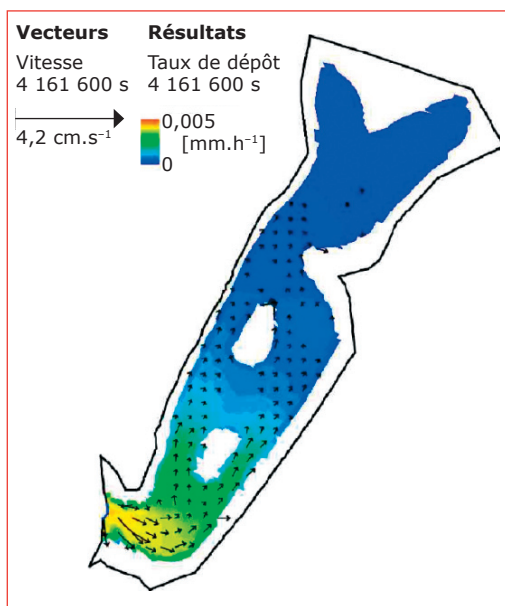 Vecteurs
Vitesse
4 161 600 s
4,2 cm.s⁻¹
Résultats
Taux de dépôt
4 161 600 s
0,005
[mm.h⁻¹]
0